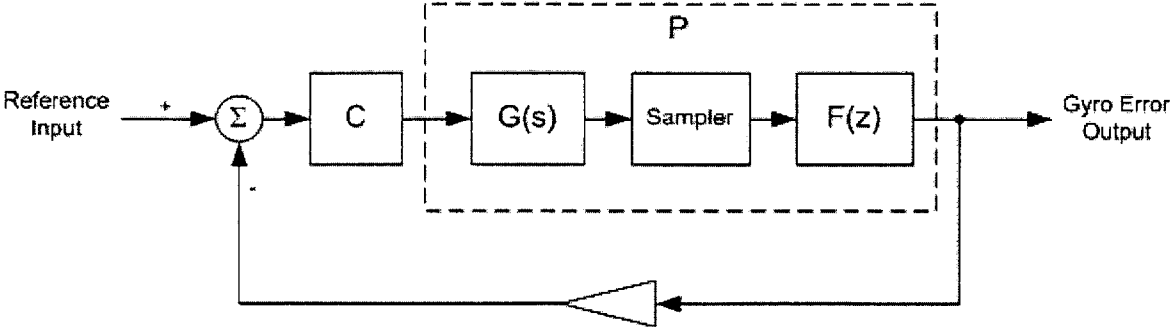 P
Reference
Input
+
Σ
C
G(s)
Sampler
F(z)
Gyro Error
Output
-